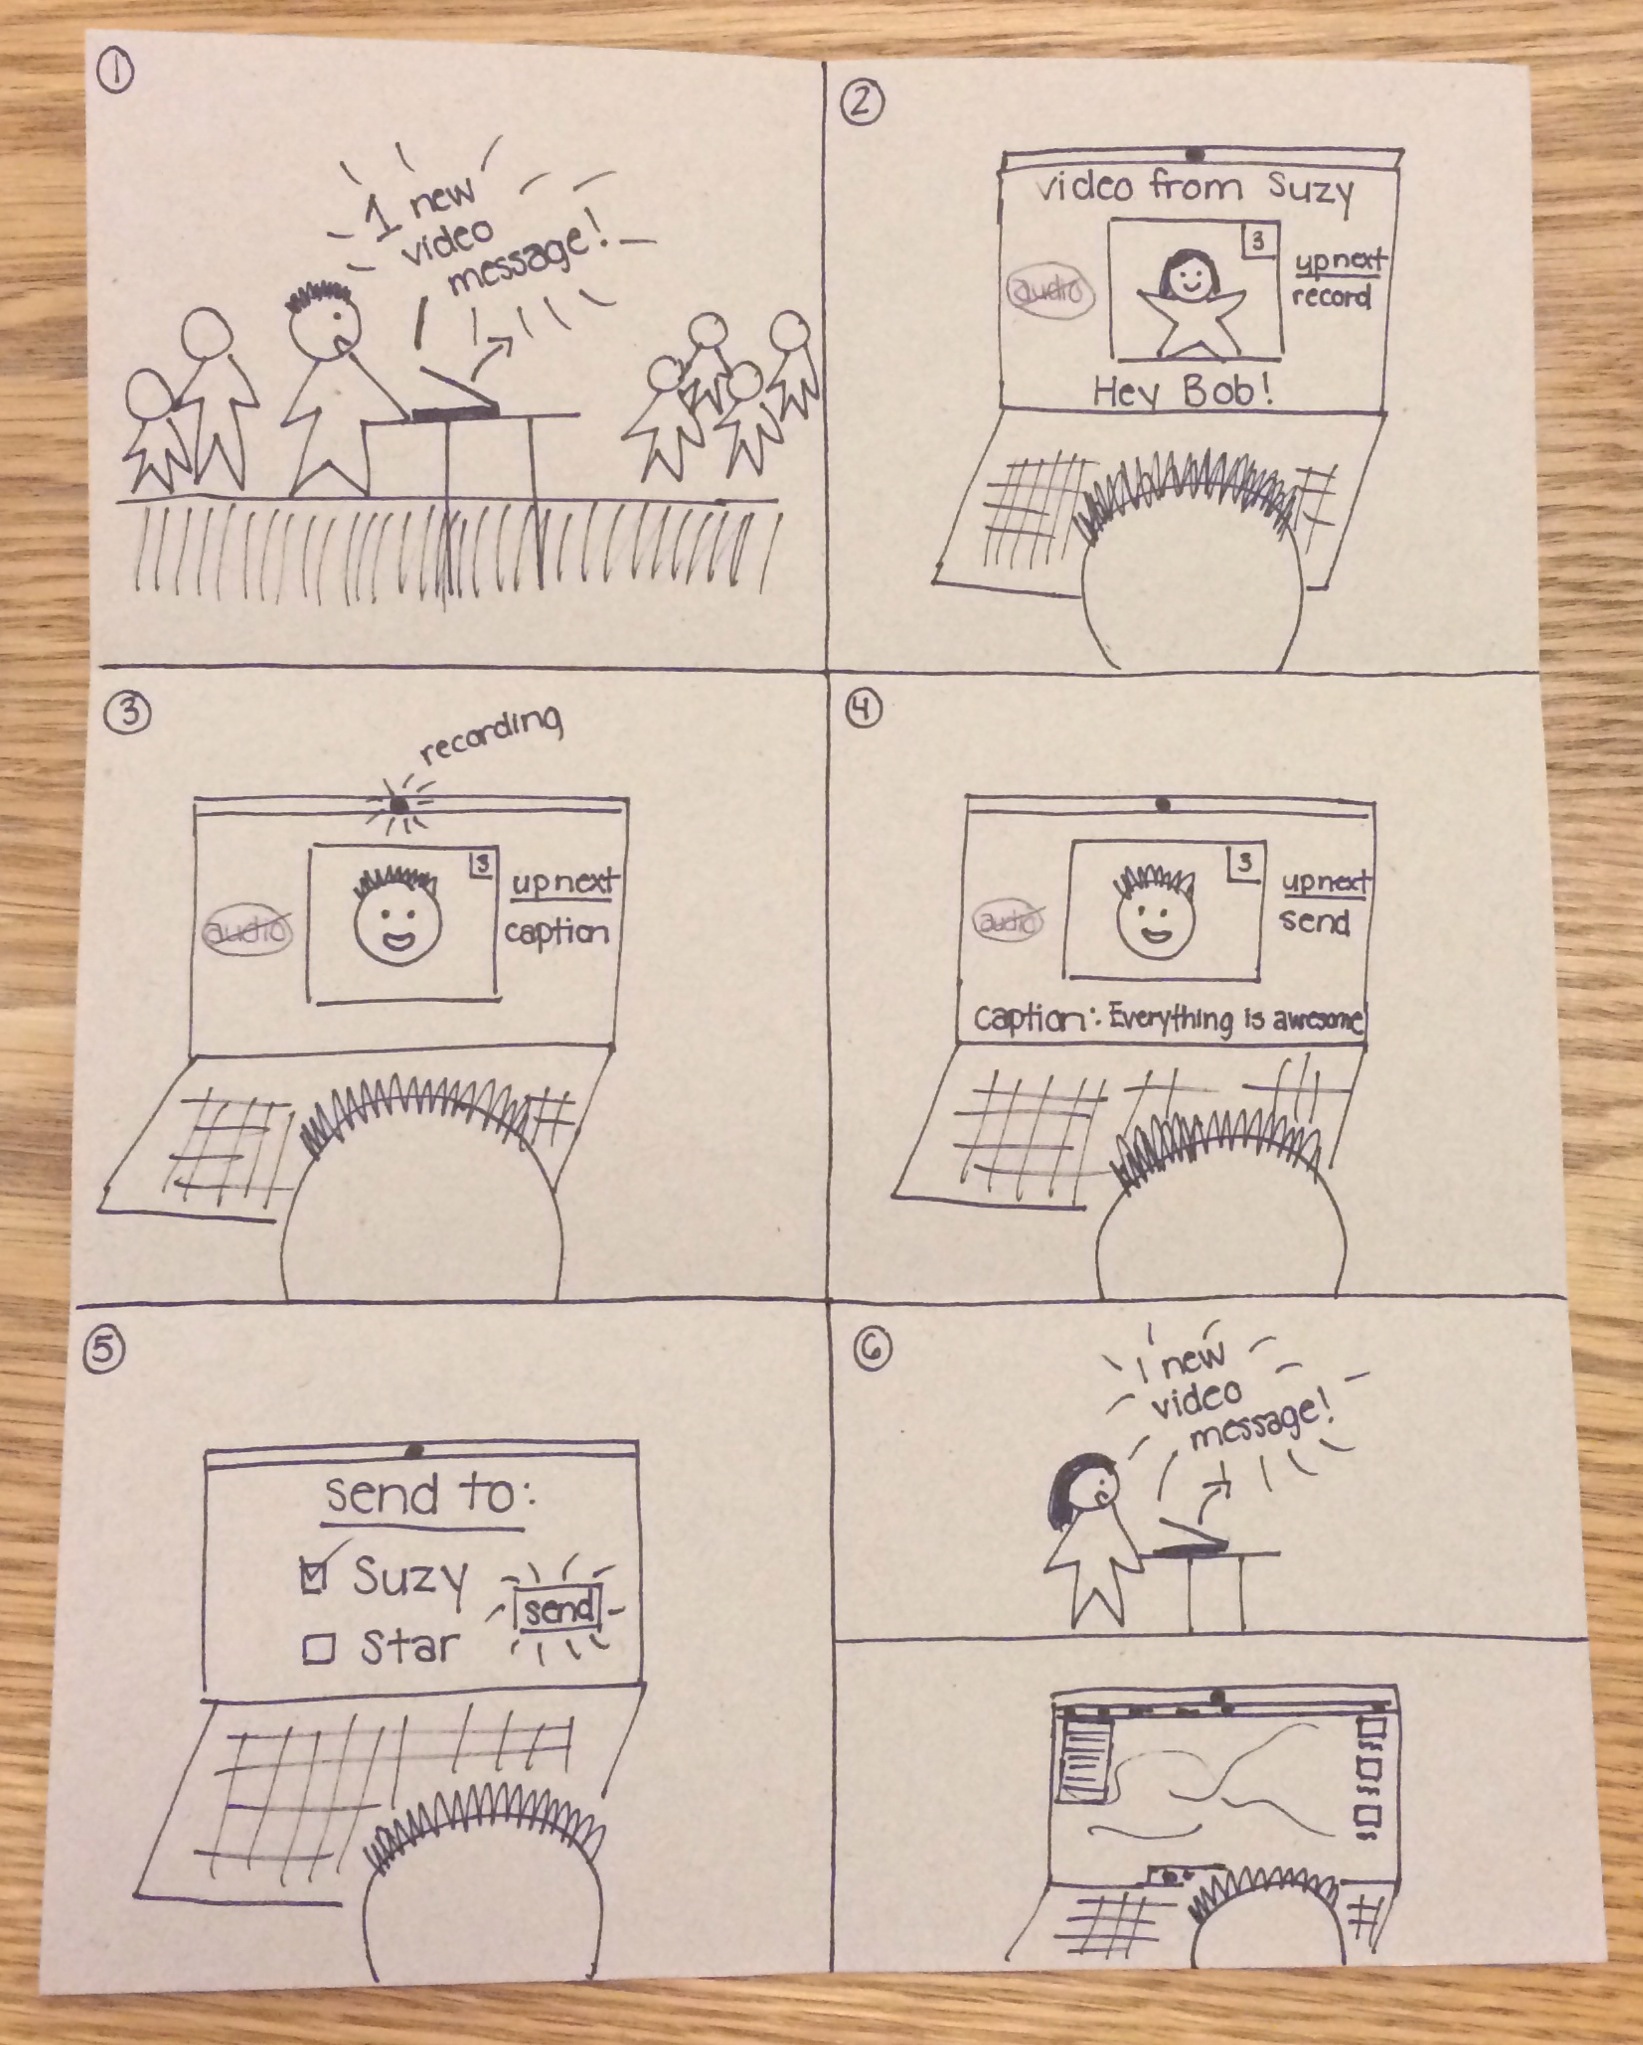 1
1 new
video
message!
2
video from Suzy
3
audio
up next
record
Hey Bob!
3
recording
3
audio
up next
caption
4
3
audio
up next
send
caption: Everything is awesome
5
send to:
Suzy
send
Star
6
1 new
video
message!